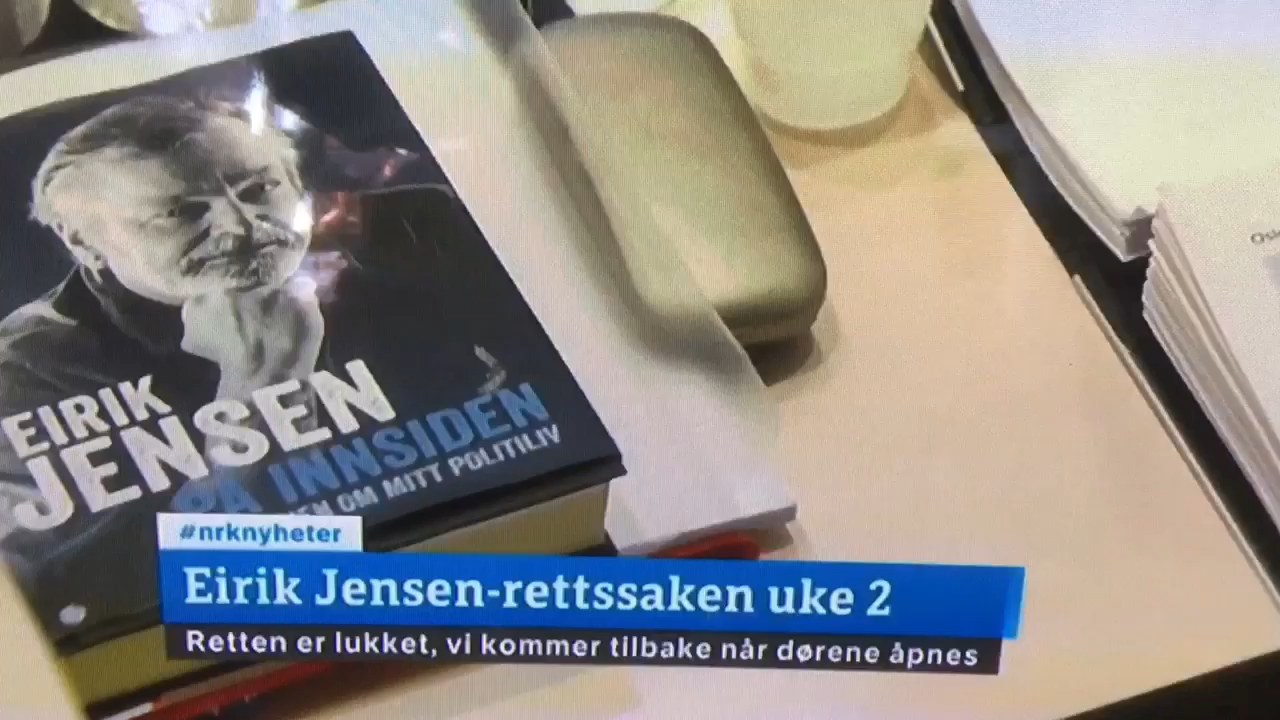 EIRIK
JENSEN
PÅ INNSIDEN
OM MITT POLITILIV
#nrknyheter
Eirik Jensen-rettssaken uke 2
Retten er lukket, vi kommer tilbake når dørene åpnes